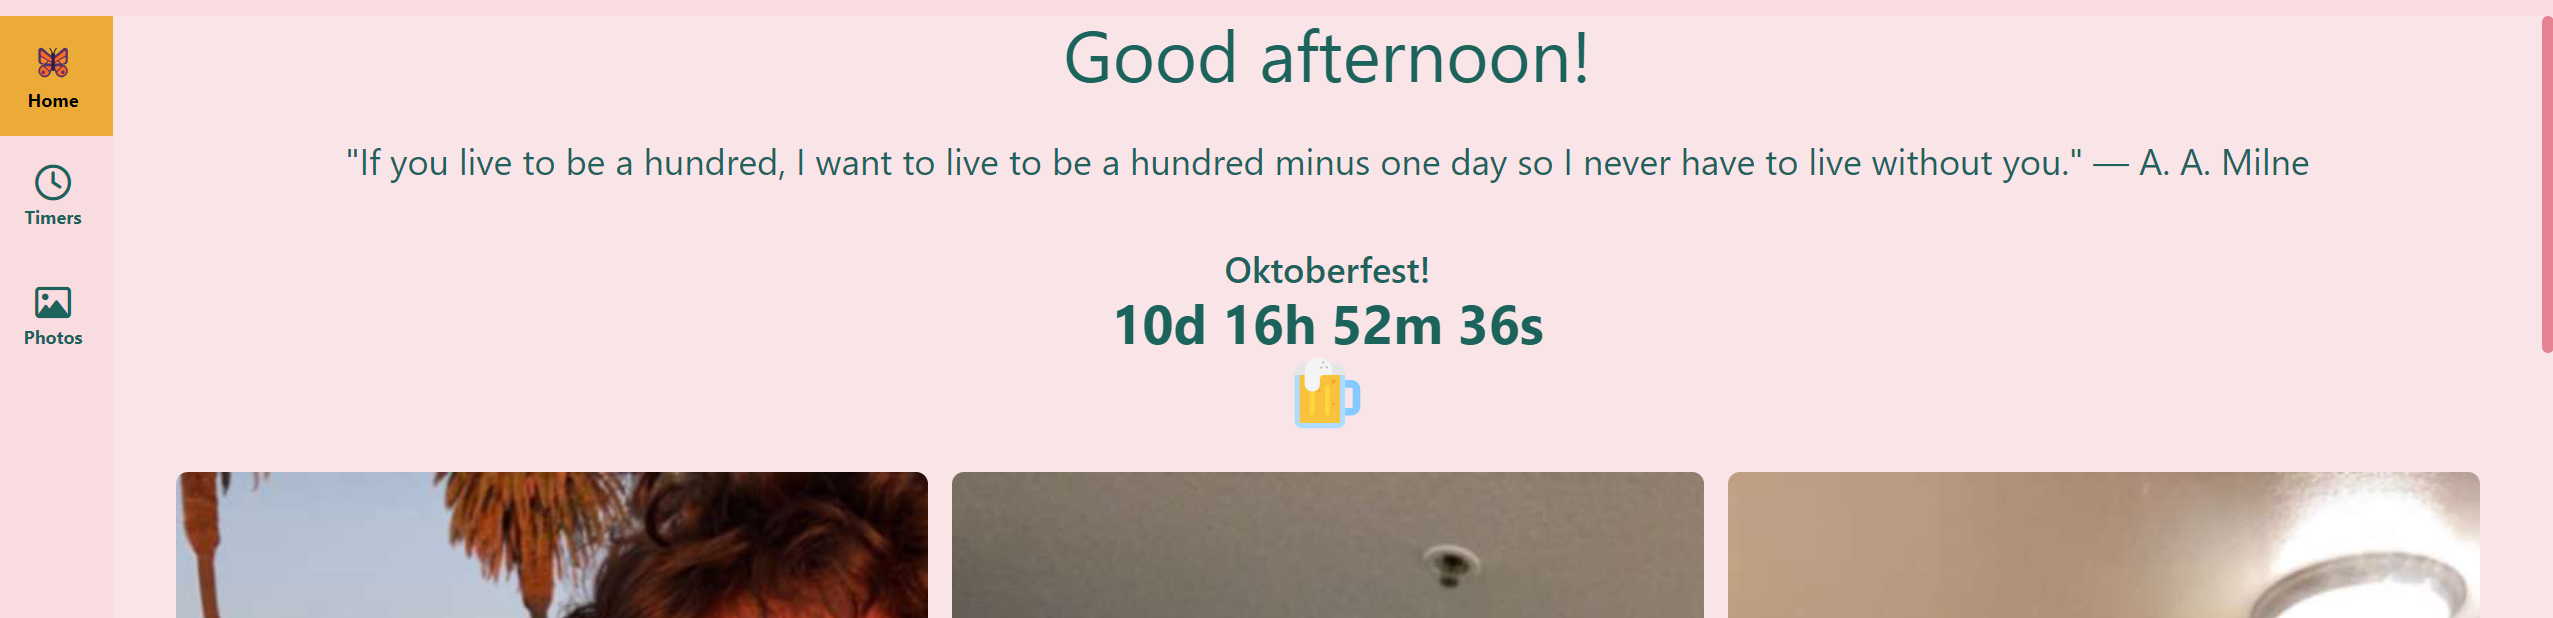 Good afternoon!
"If you live to be a hundred, I want to live to be a hundred minus one day so I never have to live without you." — A. A. Milne
Oktoberfest!
10d 16h 52m 36s
Home
Timers
Photos